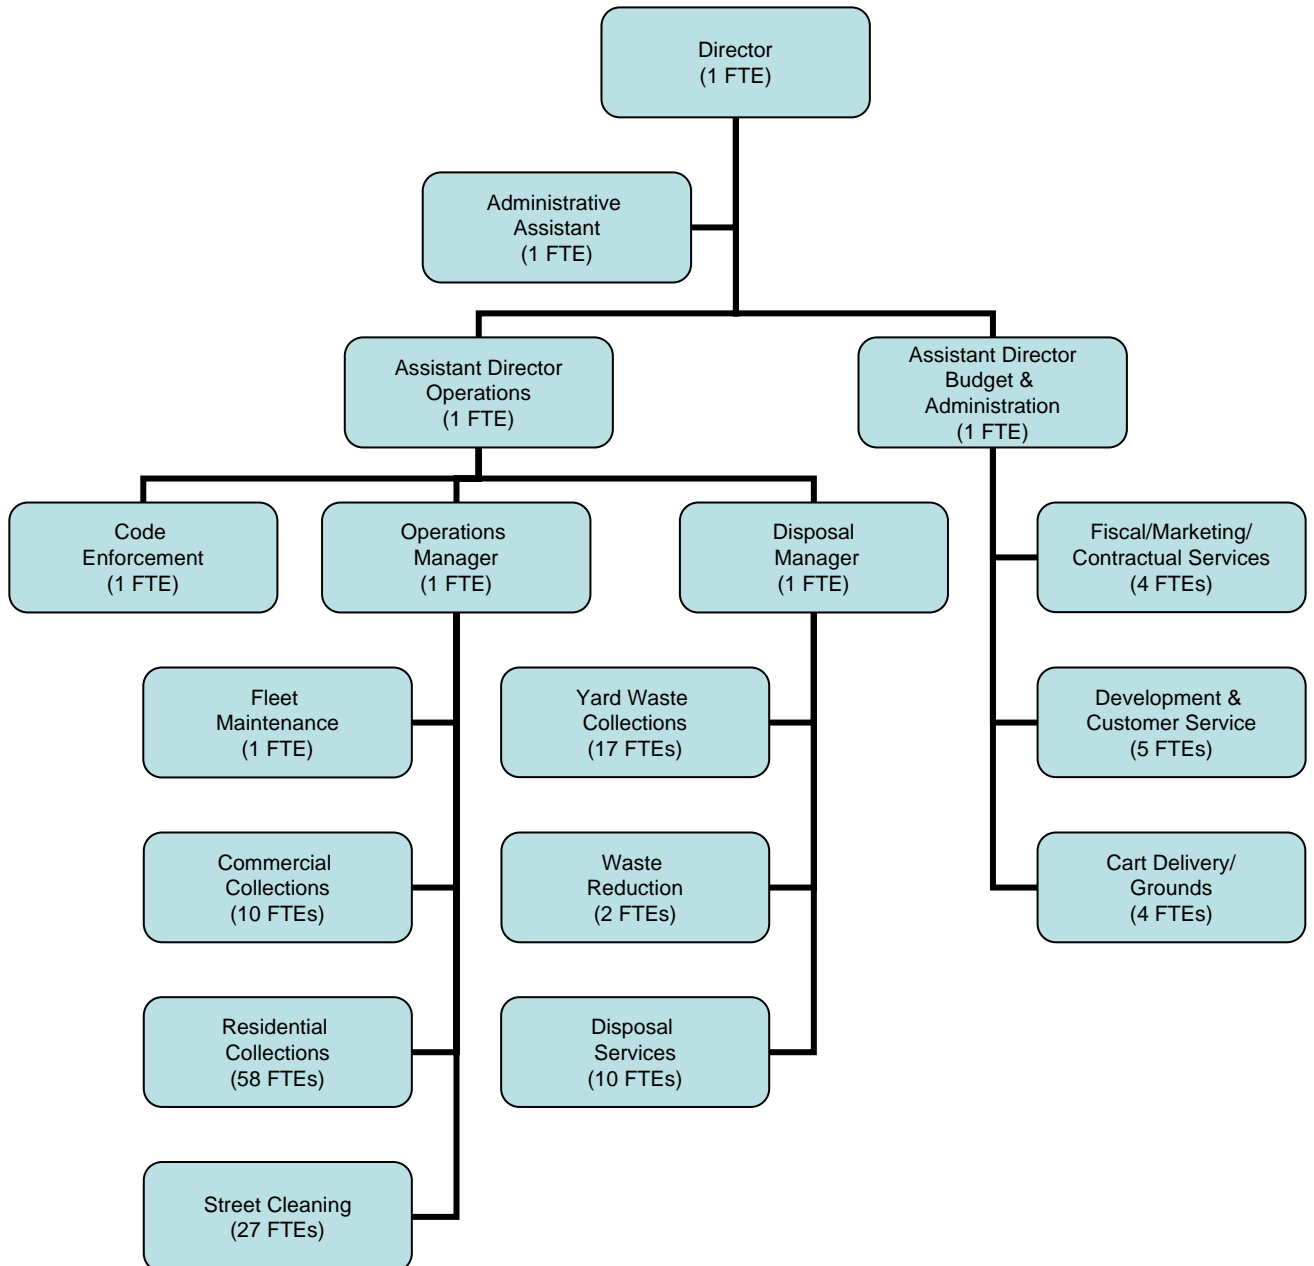 Director
(1 FTE)
Administrative
Assistant
(1 FTE)
Assistant Director
Operations
(1 FTE)
Assistant Director
Budget &
Administration
(1 FTE)
Code
Enforcement
(1 FTE)
Operations
Manager
(1 FTE)
Disposal
Manager
(1 FTE)
Fiscal/Marketing/
Contractual Services
(4 FTEs)
Fleet
Maintenance
(1 FTE)
Yard Waste
Collections
(17 FTEs)
Development &
Customer Service
(5 FTEs)
Commercial
Collections
(10 FTEs)
Waste
Reduction
(2 FTEs)
Cart Delivery/
Grounds
(4 FTEs)
Residential
Collections
(58 FTEs)
Disposal
Services
(10 FTEs)
Street Cleaning
(27 FTEs)